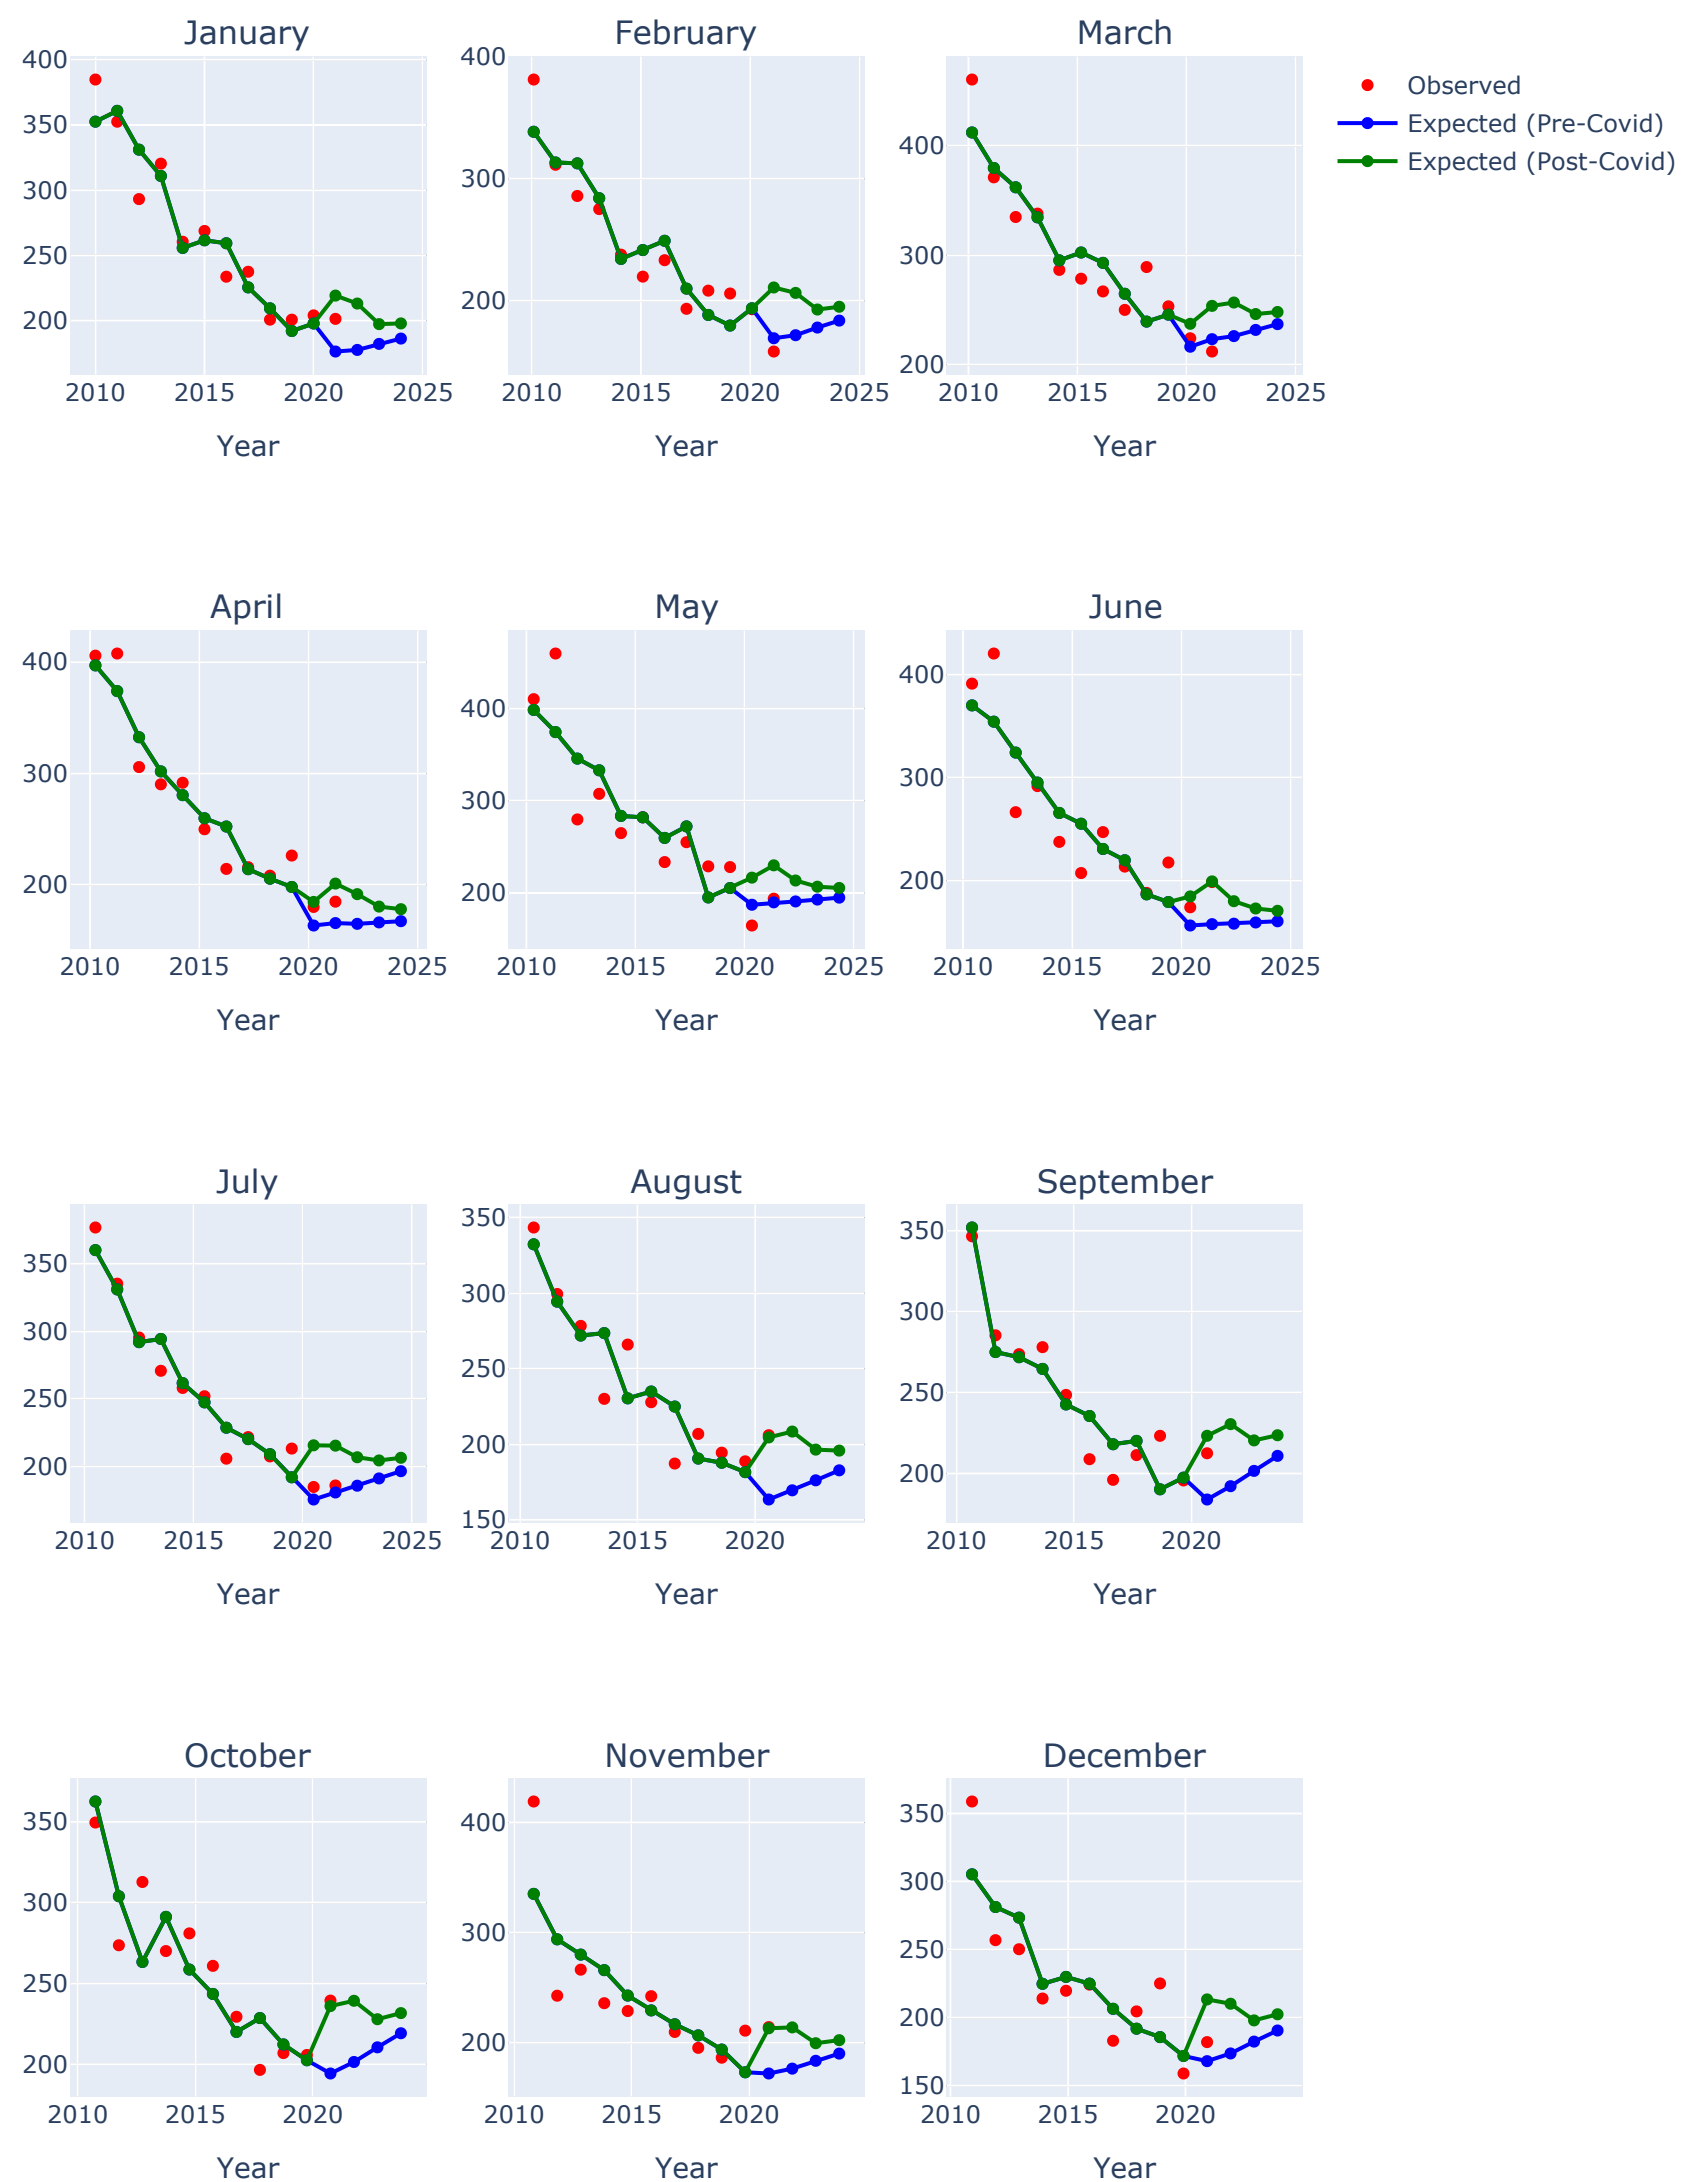 January February March
400
350
300
250
200
2010 2015 2020 2025
Year
400
300
200
2010 2015 2020 2025
Year
400
300
200
2010 2015 2020 2025
Year
Observed
Expected (Pre-Covid)
Expected (Post-Covid)
April May June
400
300
200
2010 2015 2020 2025
Year
400
300
200
2010 2015 2020 2025
Year
400
300
200
2010 2015 2020 2025
Year
July August September
350
300
250
200
2010 2015 2020 2025
Year
350
300
250
200
150
2010 2015 2020
Year
350
300
250
200
2010 2015 2020
Year
October November December
350
300
250
200
2010 2015 2020
Year
400
300
200
2010 2015 2020
Year
350
300
250
200
150
2010 2015 2020
Year